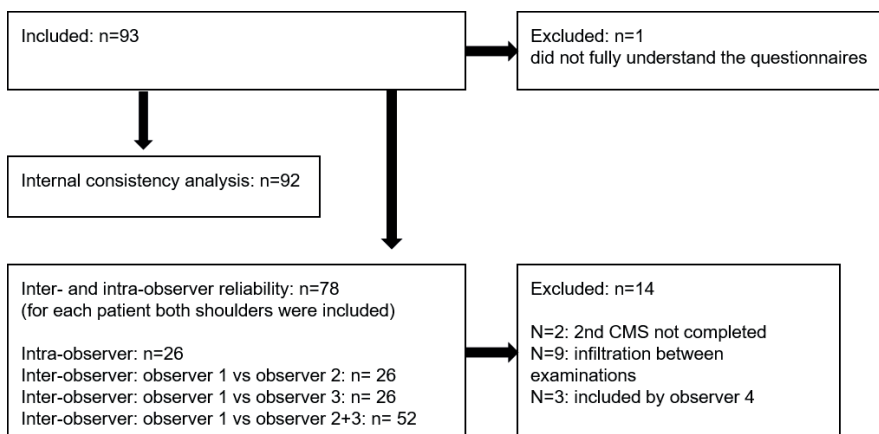 Included: n=93
Excluded: n=1
did not fully understand the questionnaires
Internal consistency analysis: n=92
Inter- and intra-observer reliability: n=78
(for each patient both shoulders were included)
Intra-observer: n=26
Inter-observer: observer 1 vs observer 2: n= 26
Inter-observer: observer 1 vs observer 3: n= 26
Inter-observer: observer 1 vs observer 2+3: n= 52
Excluded: n=14
N=2: 2nd CMS not completed
N=9: infiltration between
examinations
N=3: included by observer 4